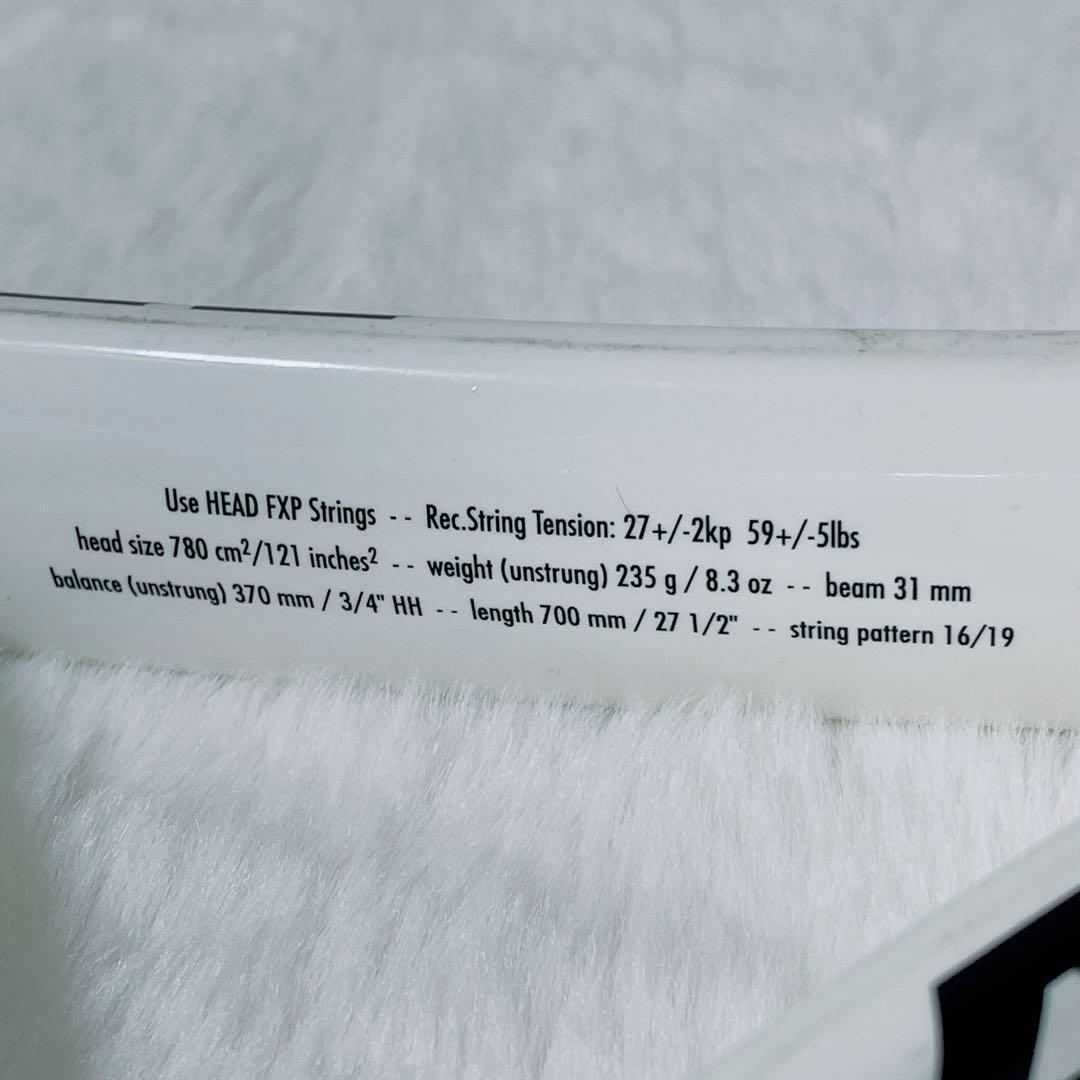 Use HEAD FXP Strings -- Rec.String Tension: 27+/-2kp 59+/-5lbs
head size 780 cm²/121 inches² -- weight (unstrung) 235 g / 8.3 oz -- beam 31 mm
balance (unstrung) 370 mm / 3/4" HH -- length 700 mm / 27 1/2" -- string pattern 16/19